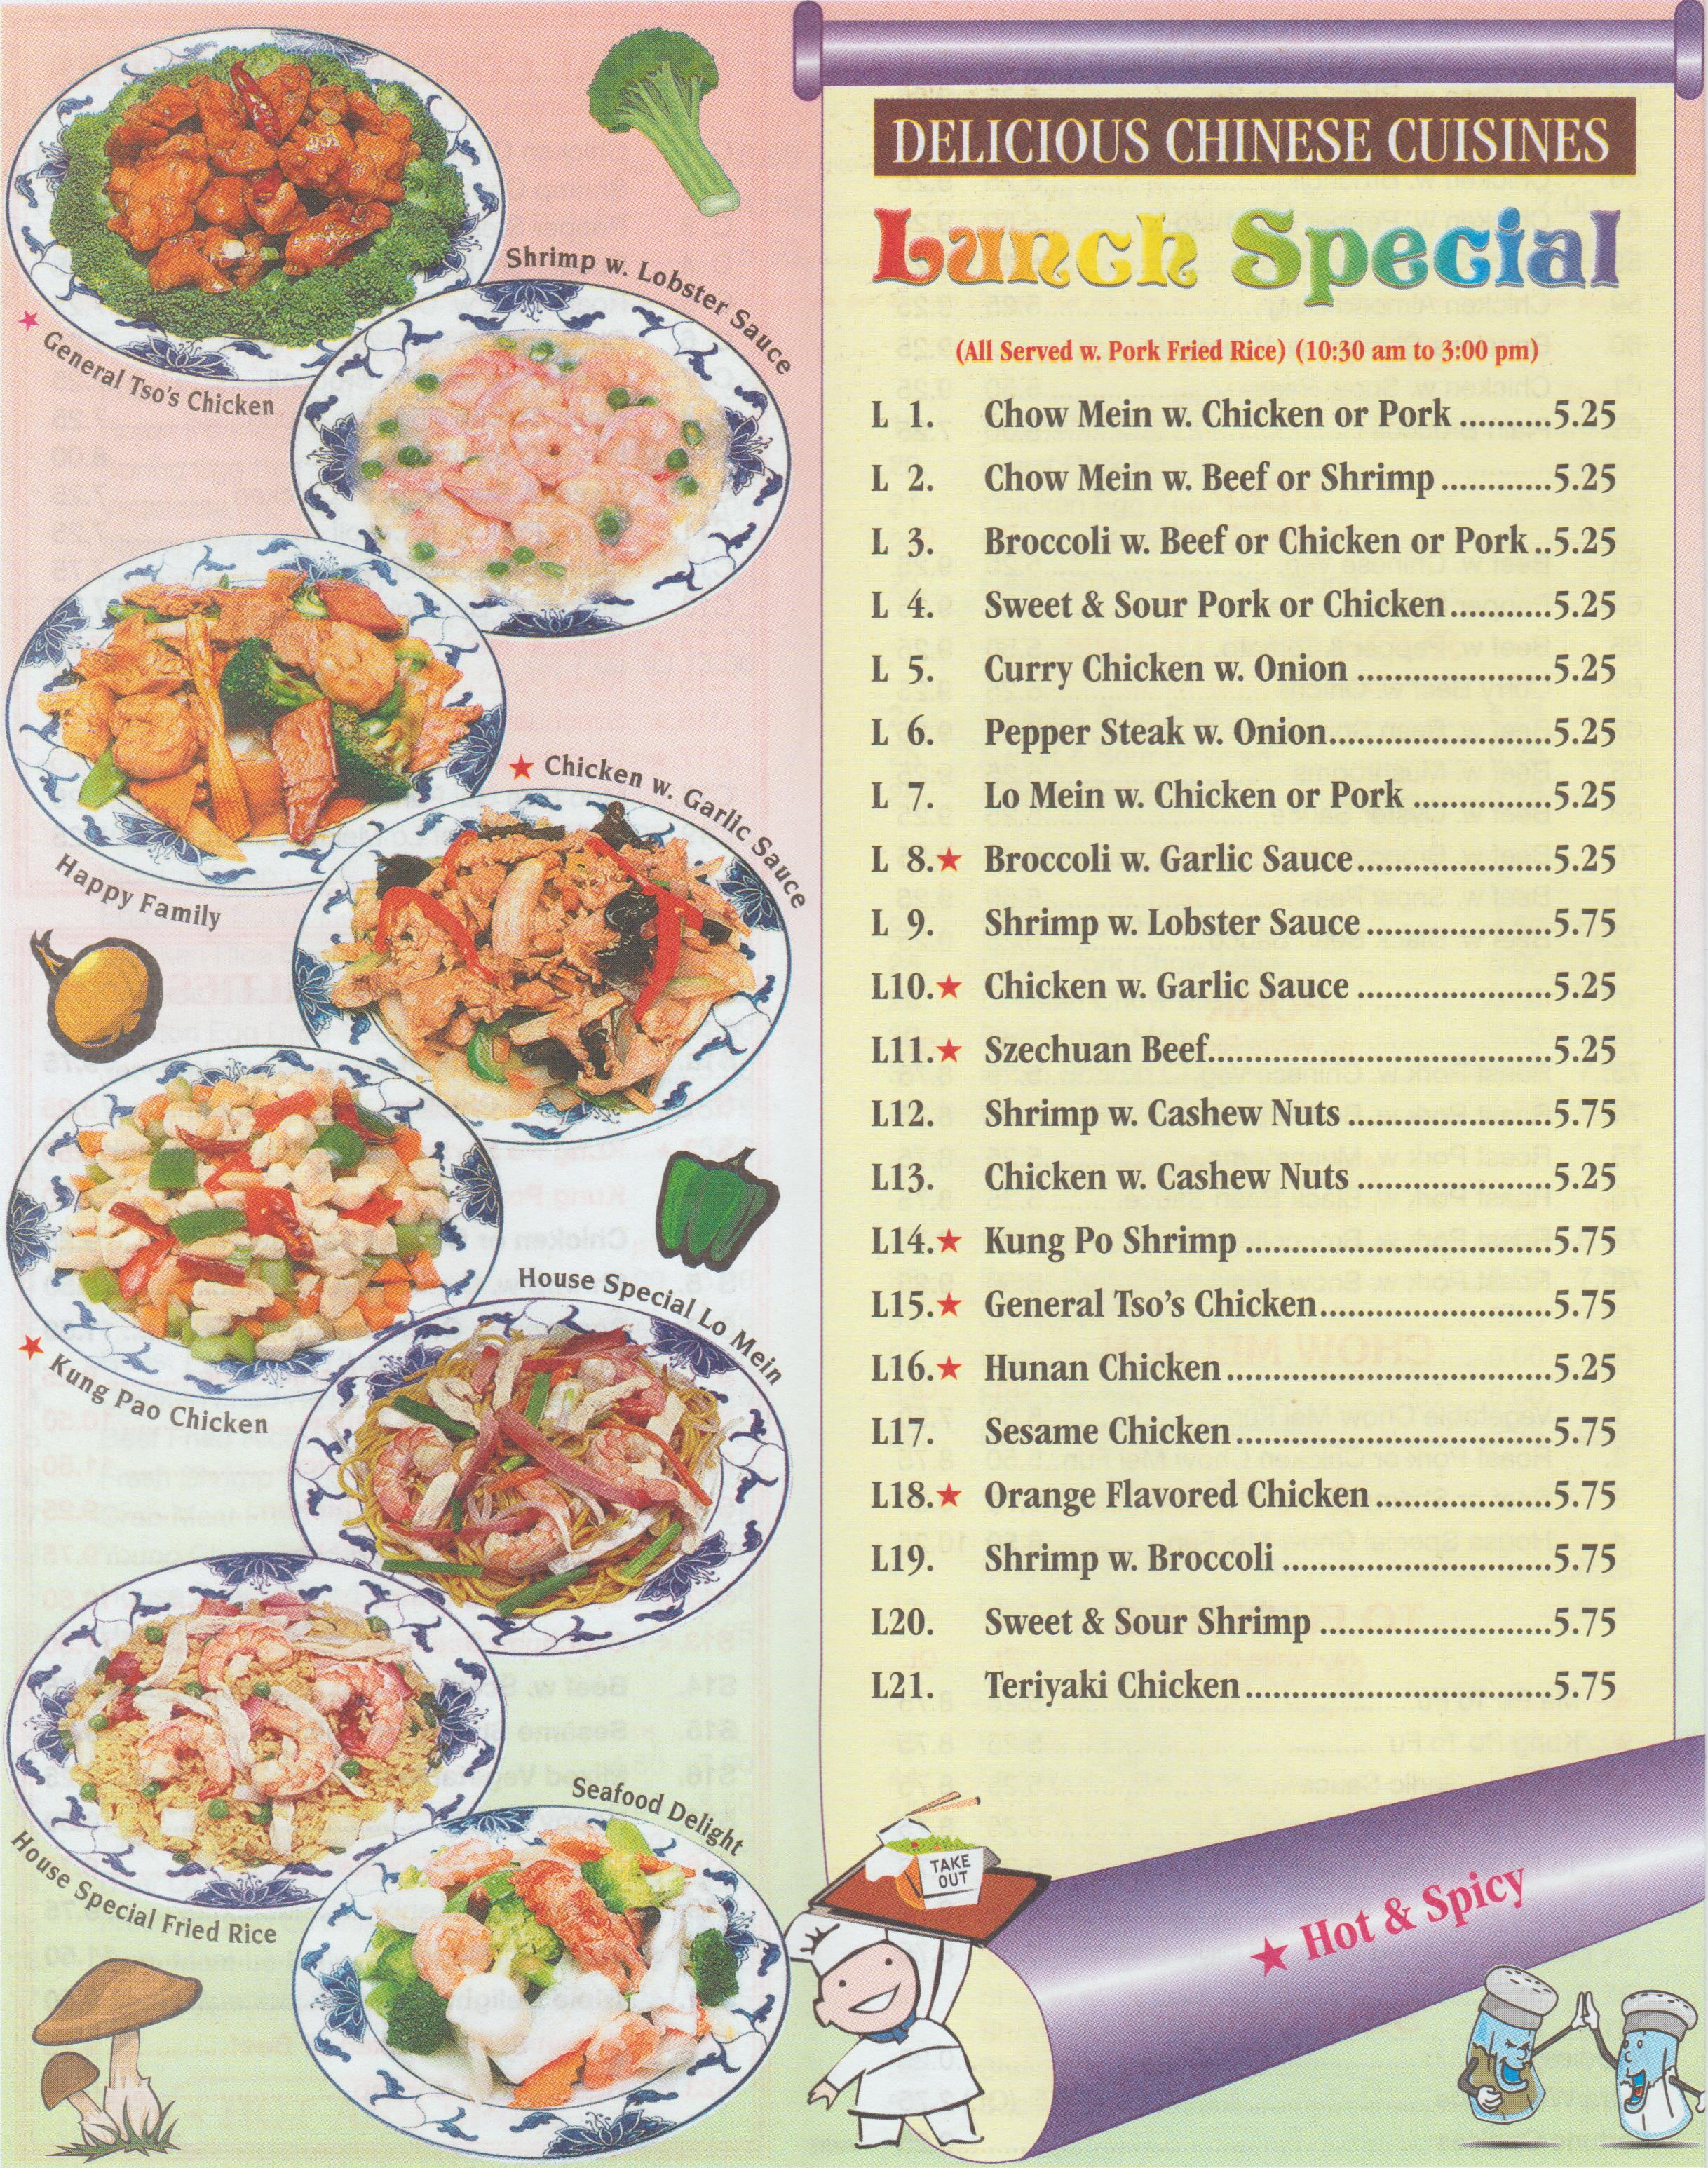 DELICIOUS CHINESE CUISINES
Lunch Special
(All Served w. Pork Fried Rice) (10:30 am to 3:00 pm)
L 1. Chow Mein w. Chicken or Pork ..........5.25
L 2. Chow Mein w. Beef or Shrimp ............5.25
L 3. Broccoli w. Beef or Chicken or Pork ..5.25
L 4. Sweet & Sour Pork or Chicken...........5.25
L 5. Curry Chicken w. Onion .....................5.25
L 6. Pepper Steak w. Onion........................5.25
L 7. Lo Mein w. Chicken or Pork ...............5.25
L 8.★ Broccoli w. Garlic Sauce.....................5.25
L 9. Shrimp w. Lobster Sauce....................5.75
L10.★ Chicken w. Garlic Sauce .....................5.25
L11.★ Szechuan Beef.....................................5.25
L12. Shrimp w. Cashew Nuts ......................5.75
L13. Chicken w. Cashew Nuts .....................5.25
L14.★ Kung Po Shrimp .................................5.75
L15.★ General Tso's Chicken.........................5.75
L16.★ Hunan Chicken...................................5.25
L17. Sesame Chicken..................................5.75
L18.★ Orange Flavored Chicken...................5.75
L19. Shrimp w. Broccoli .............................5.75
L20. Sweet & Sour Shrimp .........................5.75
L21. Teriyaki Chicken.................................5.75
★ Hot & Spicy
TAKE
OUT
★ General Tso's Chicken
Shrimp w. Lobster Sauce
Happy Family
★ Chicken w. Garlic Sauce
★ Kung Pao Chicken
House Special Lo Mein
House Special Fried Rice
Seafood Delight